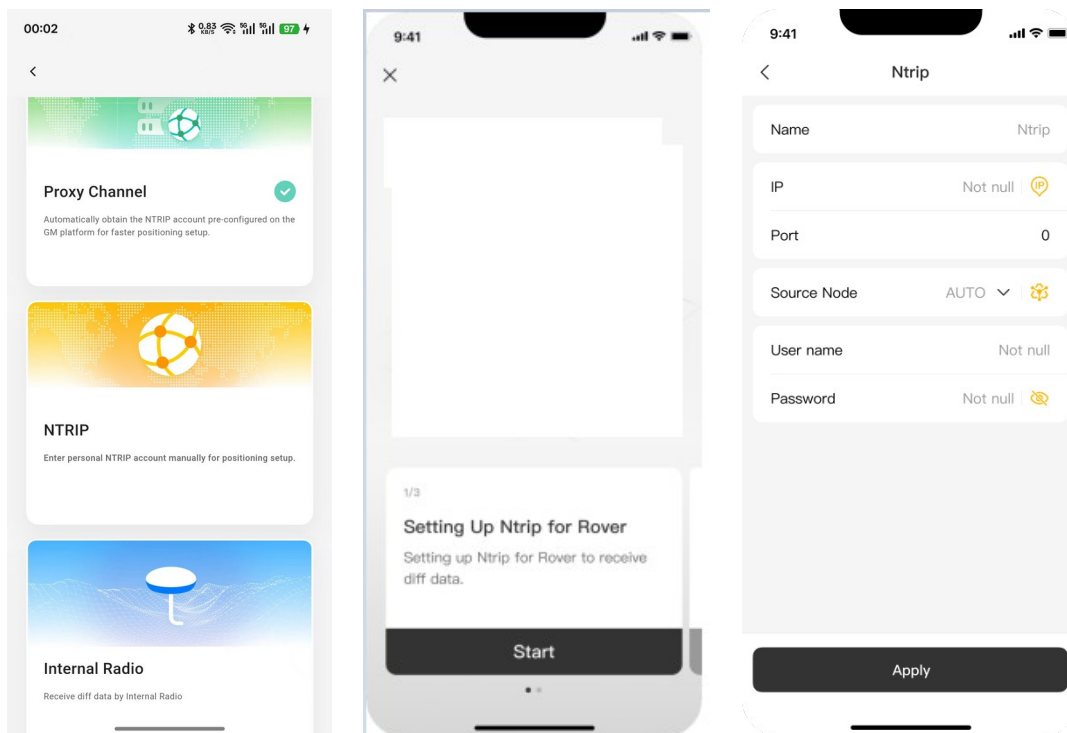 00:02
0.83
KB/S
5G
5G
97
Proxy Channel
Automatically obtain the NTRIP account pre-configured on the
GM platform for faster positioning setup.
NTRIP
Enter personal NTRIP account manually for positioning setup.
Internal Radio
Receive diff data by Internal Radio
9:41
1/3
Setting Up Ntrip for Rover
Setting up Ntrip for Rover to receive
diff data.
Start
9:41
Ntrip
Name Ntrip
IP Not null IP
Port 0
Source Node AUTO
User name Not null
Password Not null
Apply